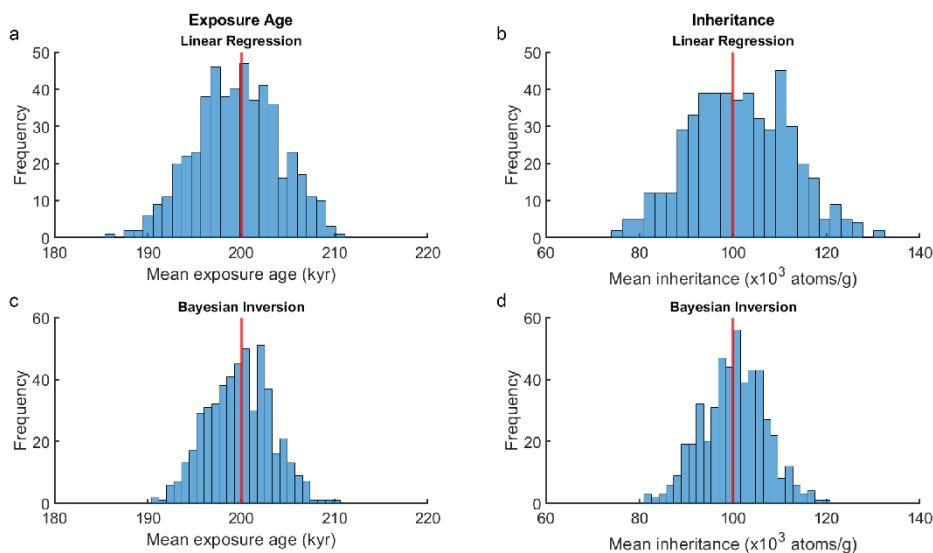 Exposure Age
a
Linear Regression
50
40
30
20
10
0
Frequency
180
190
200
210
220
Mean exposure age (kyr)
Inheritance
b
Linear Regression
50
40
30
20
10
0
Frequency
60
80
100
120
140
Mean inheritance (x10³ atoms/g)
c
Bayesian Inversion
60
40
20
0
Frequency
180
190
200
210
220
Mean exposure age (kyr)
d
Bayesian Inversion
60
50
40
30
20
10
0
Frequency
60
80
100
120
140
Mean inheritance (x10³ atoms/g)